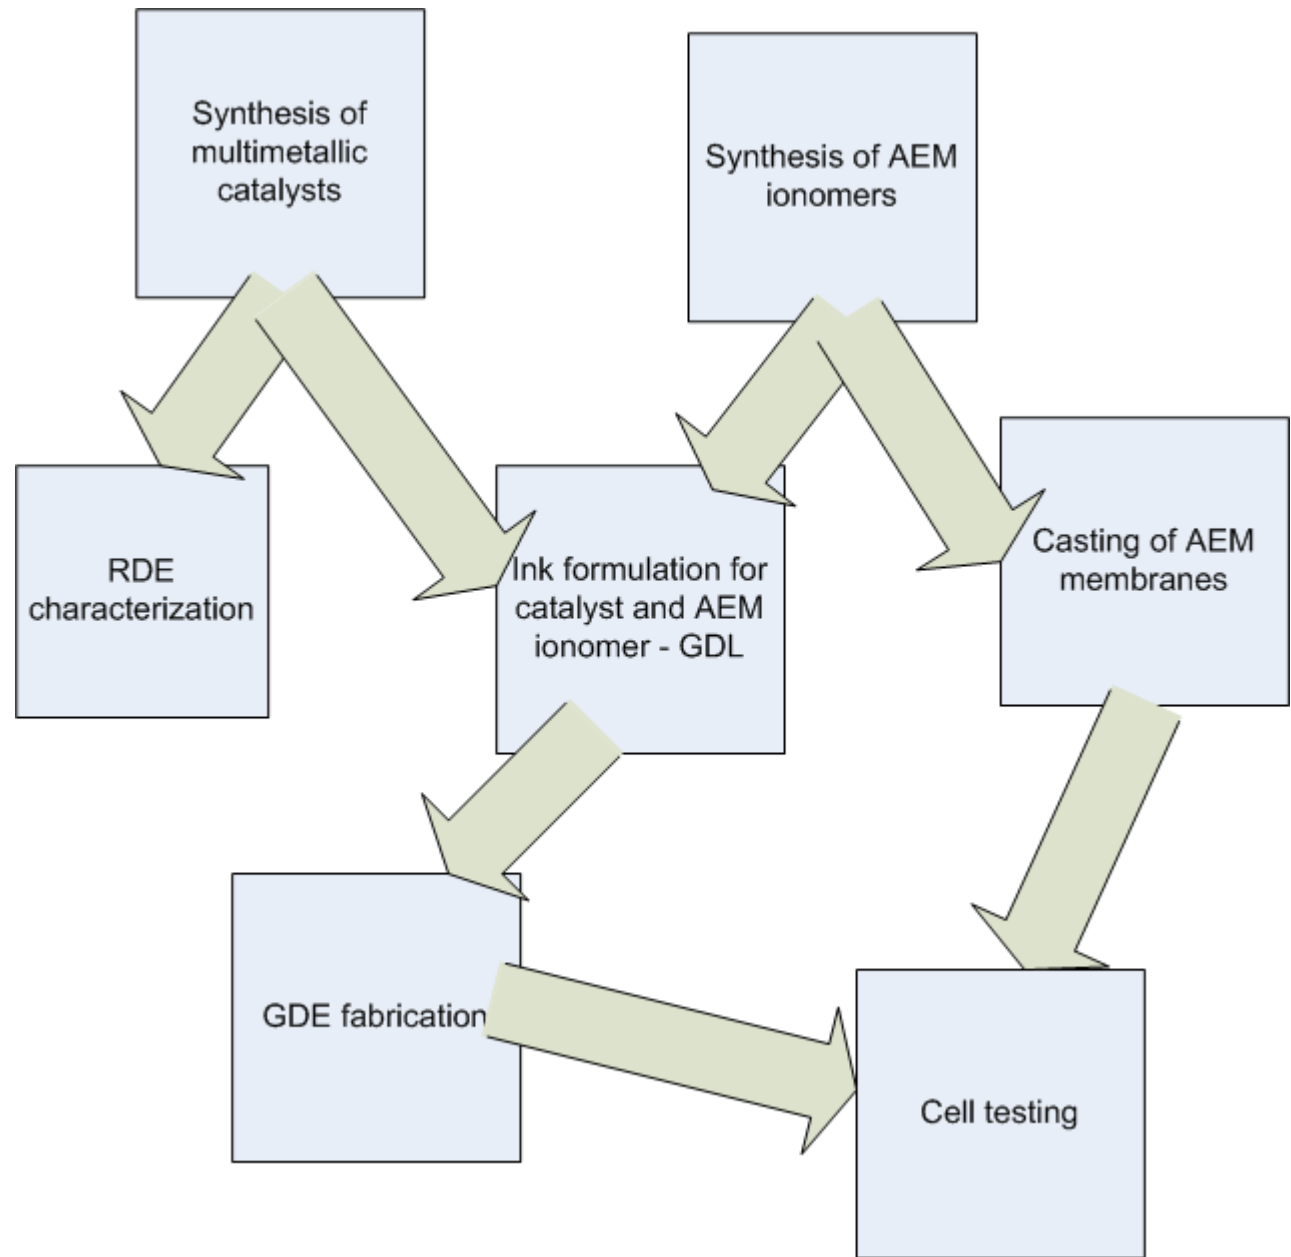 Synthesis of
multimetallic
catalysts
Synthesis of AEM
ionomers
RDE
characterization
Ink formulation for
catalyst and AEM
ionomer - GDL
Casting of AEM
membranes
GDE fabrication
Cell testing